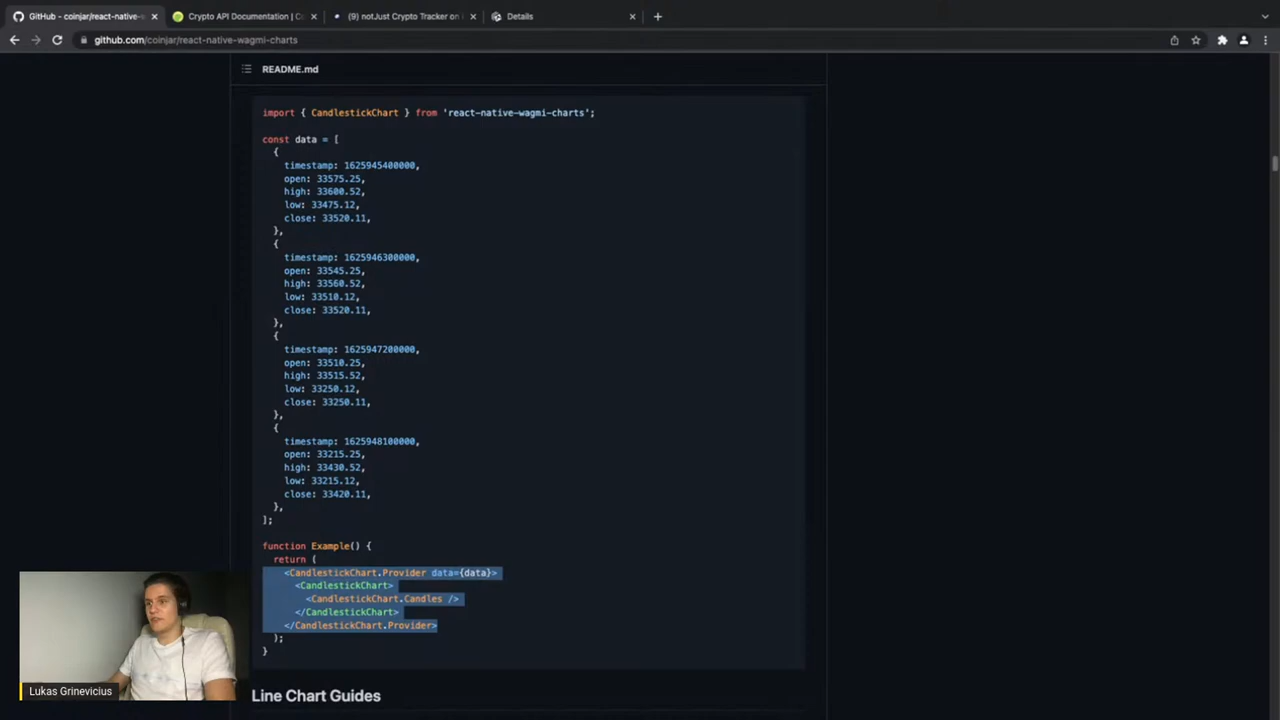 GitHub - coinjar/react-native-w
Crypto API Documentation | Co
(9) notJust Crypto Tracker on
Details
github.com/coinjar/react-native-wagmi-charts
README.md
import { CandlestickChart } from 'react-native-wagmi-charts';
const data = [
{
timestamp: 1625945400000,
open: 33575.25,
high: 33600.52,
low: 33475.12,
close: 33520.11,
},
{
timestamp: 1625946300000,
open: 33545.25,
high: 33560.52,
low: 33510.12,
close: 33520.11,
},
{
timestamp: 1625947200000,
open: 33510.25,
high: 33515.52,
low: 33250.12,
close: 33250.11,
},
{
timestamp: 1625948100000,
open: 33215.25,
high: 33430.52,
low: 33215.12,
close: 33420.11,
},
];
function Example() {
return (
<CandlestickChart.Provider data={data}>
<CandlestickChart>
<CandlestickChart.Candles />
</CandlestickChart>
</CandlestickChart.Provider>
);
}
Lukas Grinevicius
Line Chart Guides